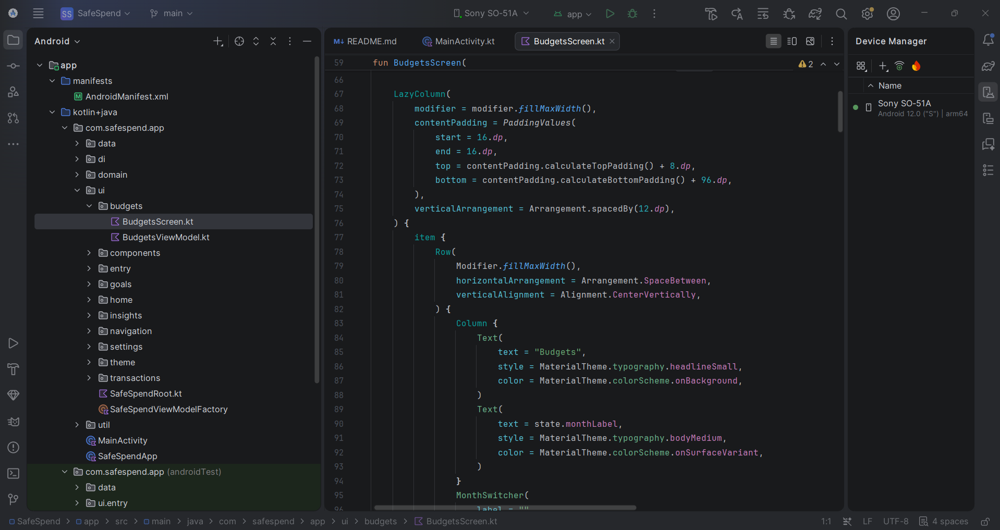 SS SafeSpend main Sony SO-51A app
Android
app
manifests
AndroidManifest.xml
kotlin+java
com.safespend.app
data
di
domain
ui
budgets
BudgetsScreen.kt
BudgetsViewModel.kt
components
entry
goals
home
insights
navigation
settings
theme
transactions
SafeSpendRoot.kt
SafeSpendViewModelFactory
util
MainActivity
SafeSpendApp
com.safespend.app (androidTest)
data
ui.entry
M↓ README.md MainActivity.kt BudgetsScreen.kt
59 fun BudgetsScreen( 2
66
67 LazyColumn(
68 modifier = modifier.fillMaxWidth(),
69 contentPadding = PaddingValues(
70 start = 16.dp,
71 end = 16.dp,
72 top = contentPadding.calculateTopPadding() + 8.dp,
73 bottom = contentPadding.calculateBottomPadding() + 96.dp,
74 ),
75 verticalArrangement = Arrangement.spacedBy(12.dp),
76 ) {
77 item {
78 Row(
79 Modifier.fillMaxWidth(),
80 horizontalArrangement = Arrangement.SpaceBetween,
81 verticalAlignment = Alignment.CenterVertically,
82 ) {
83 Column {
84 Text(
85 text = "Budgets",
86 style = MaterialTheme.typography.headlineSmall,
87 color = MaterialTheme.colorScheme.onBackground,
88 )
89 Text(
90 text = state.monthLabel,
91 style = MaterialTheme.typography.bodyMedium,
92 color = MaterialTheme.colorScheme.onSurfaceVariant,
93 )
94 }
95 MonthSwitcher(
96 label = ""
Device Manager
Name
Sony SO-51A
Android 12.0 ("S") | arm64
SafeSpend > app > src > main > java > com > safespend > app > ui > budgets > BudgetsScreen.kt
1:1 LF UTF-8 4 spaces